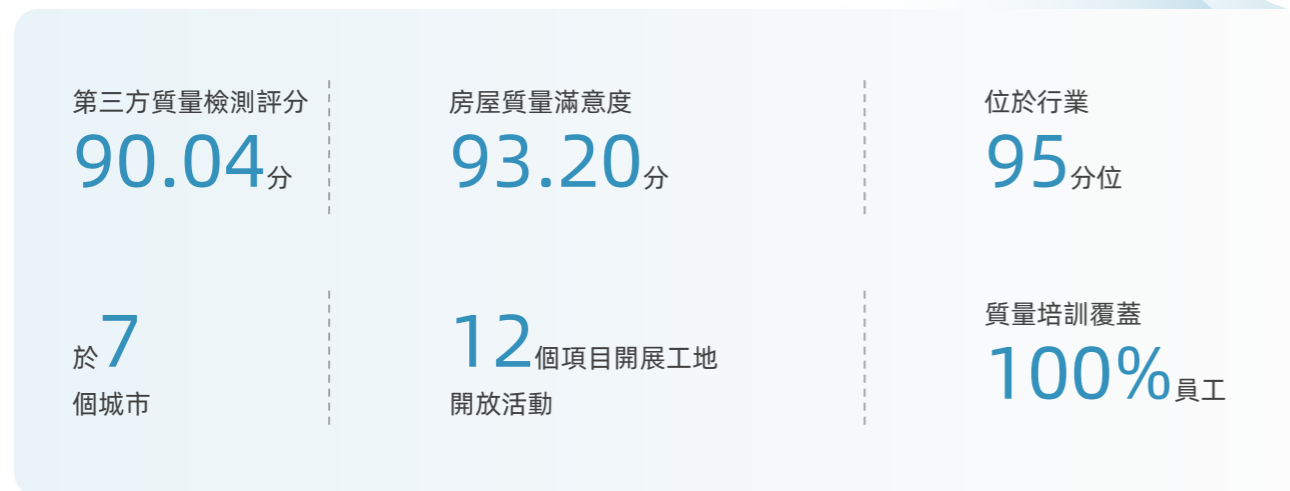 第三方質量檢測評分
90.04分
房屋質量滿意度
93.20分
位於行業
95分位
於7
個城市
12個項目開展工地
開放活動
質量培訓覆蓋
100%員工